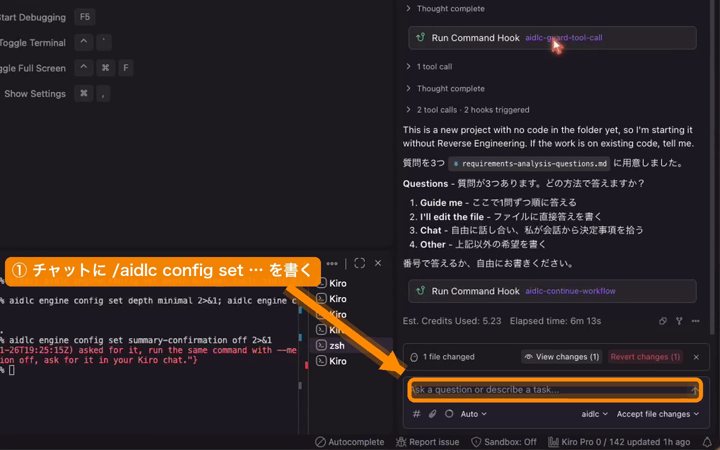 Start Debugging F5
Toggle Terminal ^ `
Toggle Full Screen ^ ⌘ F
Show Settings ⌘ ,
Thought complete
Run Command Hook aidlc-guard-tool-call
1 tool call
Thought complete
2 tool calls · 2 hooks triggered
This is a new project with no code in the folder yet, so I'm starting it
without Reverse Engineering. If the work is on existing code, tell me.
質問を3つ requirements-analysis-questions.md に用意しました。
Questions - 質問が3つあります。どの方法で答えますか？
1. Guide me - ここで1問ずつ順に答える
2. I'll edit the file - ファイルに直接答えを書く
3. Chat - 自由に話し合い、私が会話から決定事項を拾う
4. Other - 上記以外の希望を書く
番号で答えるか、自由にお書きください。
Run Command Hook aidlc-continue-workflow
Est. Credits Used: 5.23 Elapsed time: 6m 13s
1 file changed View changes (1) Revert changes (1)
Ask a question or describe a task...
# Auto aidlc Accept file changes
① チャットに /aidlc config set … を書く
% aidlc engine config set depth minimal 2>&1; aidlc engine c
.
% aidlc engine config set summary-confirmation off 2>&1
1-26T19:25:15Z) asked for it, run the same command with --me
ion off, ask for it in your Kiro chat."}
%
Kiro
Kiro
Kiro
Kiro
zsh
Kiro
Autocomplete Report issue Sandbox: Off Kiro Pro 0 / 142 updated 1h ago